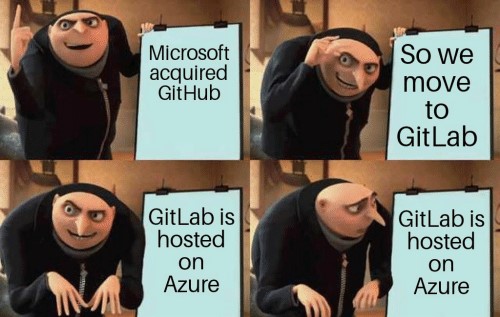 Microsoft
acquired
GitHub
So we
move
to
GitLab
GitLab is
hosted
on
Azure
GitLab is
hosted
on
Azure